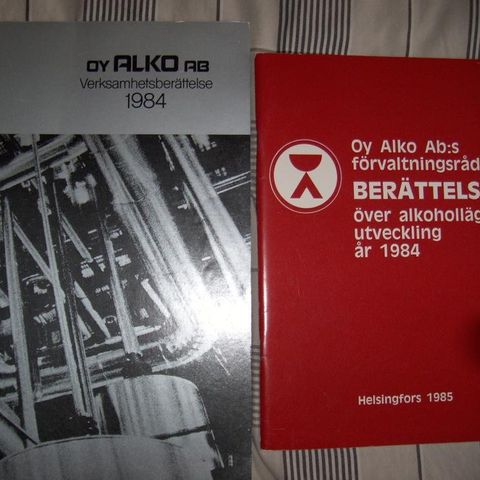 OY ALKO AB
Verksamhetsberättelse
1984
Oy Alko Ab:s
förvaltningsråd
BERÄTTELS
över alkoholläg
utveckling
år 1984
Helsingfors 1985